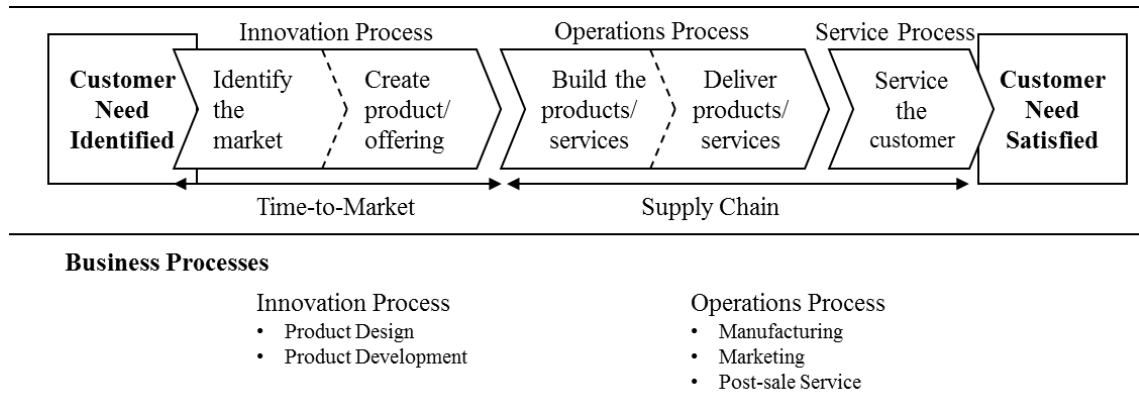 Innovation Process
Operations Process
Service Process
Customer
Need
Identified
Identify
the
market
Create
product/
offering
Build the
products/
services
Deliver
products/
services
Service
the
customer
Customer
Need
Satisfied
Time-to-Market
Supply Chain
Business Processes
Innovation Process
• Product Design
• Product Development
Operations Process
• Manufacturing
• Marketing
• Post-sale Service